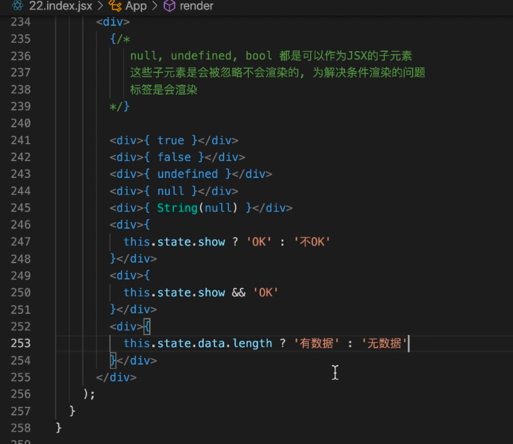 22.index.jsx > App > render
234 <div>
235 {/*
236 null, undefined, bool 都是可以作为JSX的子元素
237 这些子元素是会被忽略不会渲染的, 为解决条件渲染的问题
238 标签是会渲染
239 */}
240
241 <div>{ true }</div>
242 <div>{ false }</div>
243 <div>{ undefined }</div>
244 <div>{ null }</div>
245 <div>{ String(null) }</div>
246 <div>{
247 this.state.show ? 'OK' : '不OK'
248 }</div>
249 <div>{
250 this.state.show && 'OK'
251 }</div>
252 <div>{
253 this.state.data.length ? '有数据' : '无数据'
254 }</div>
255 </div>
256 );
257 }
258 }
259